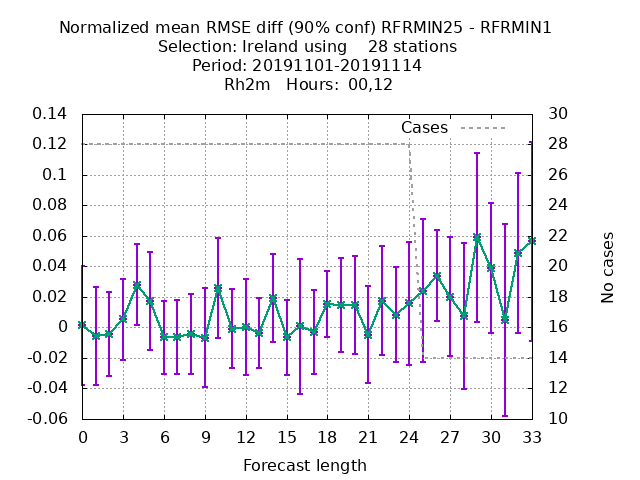 Normalized mean RMSE diff (90% conf) RFRMIN25 - RFRMIN1
Selection: Ireland using    28 stations
Period: 20191101-20191114
Rh2m   Hours:  00,12
Cases
0.14
0.12
0.1
0.08
0.06
0.04
0.02
0
-0.02
-0.04
-0.06
30
28
26
24
22
20
18
16
14
12
10
No cases
0 3 6 9 12 15 18 21 24 27 30 33
Forecast length